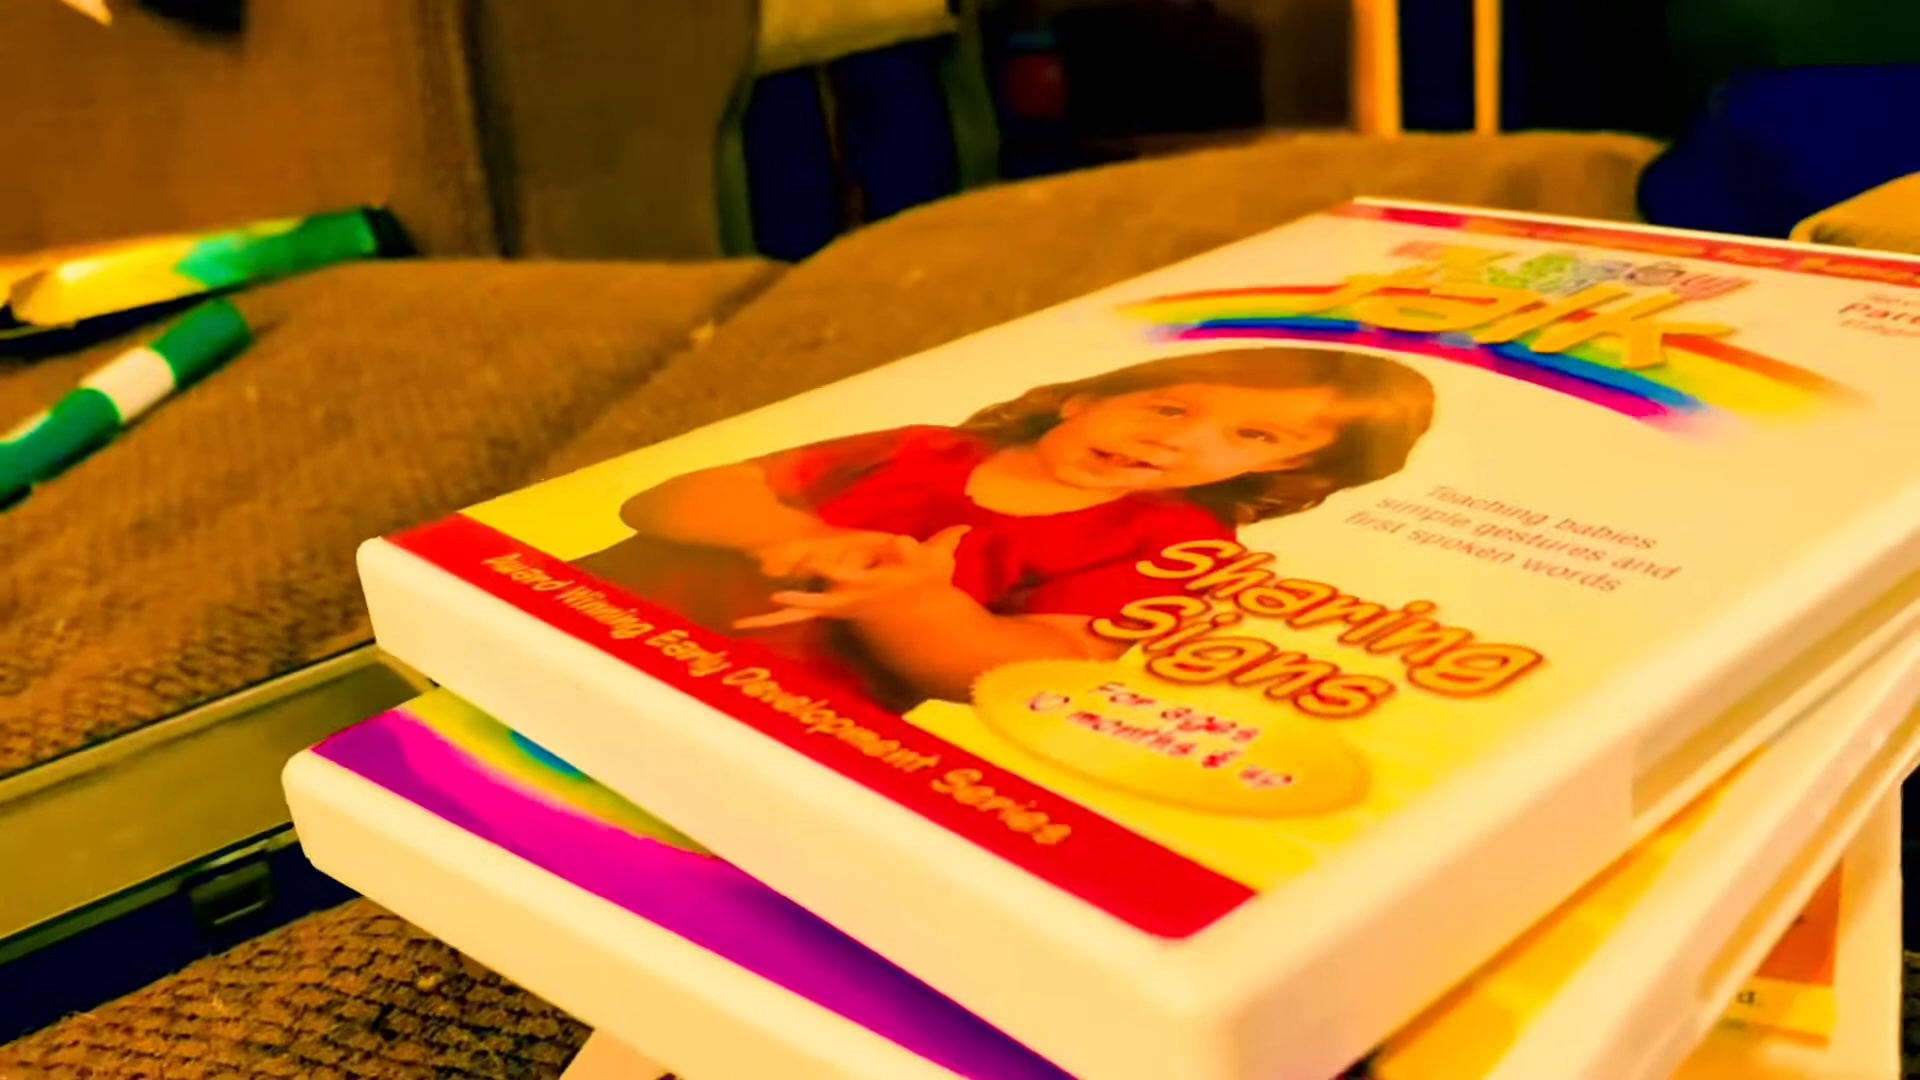 talk
Teaching babies
simple gestures and
first spoken words
Sharing
Signs
For ages
10 months & up
Award Winning Early Development Series
d.